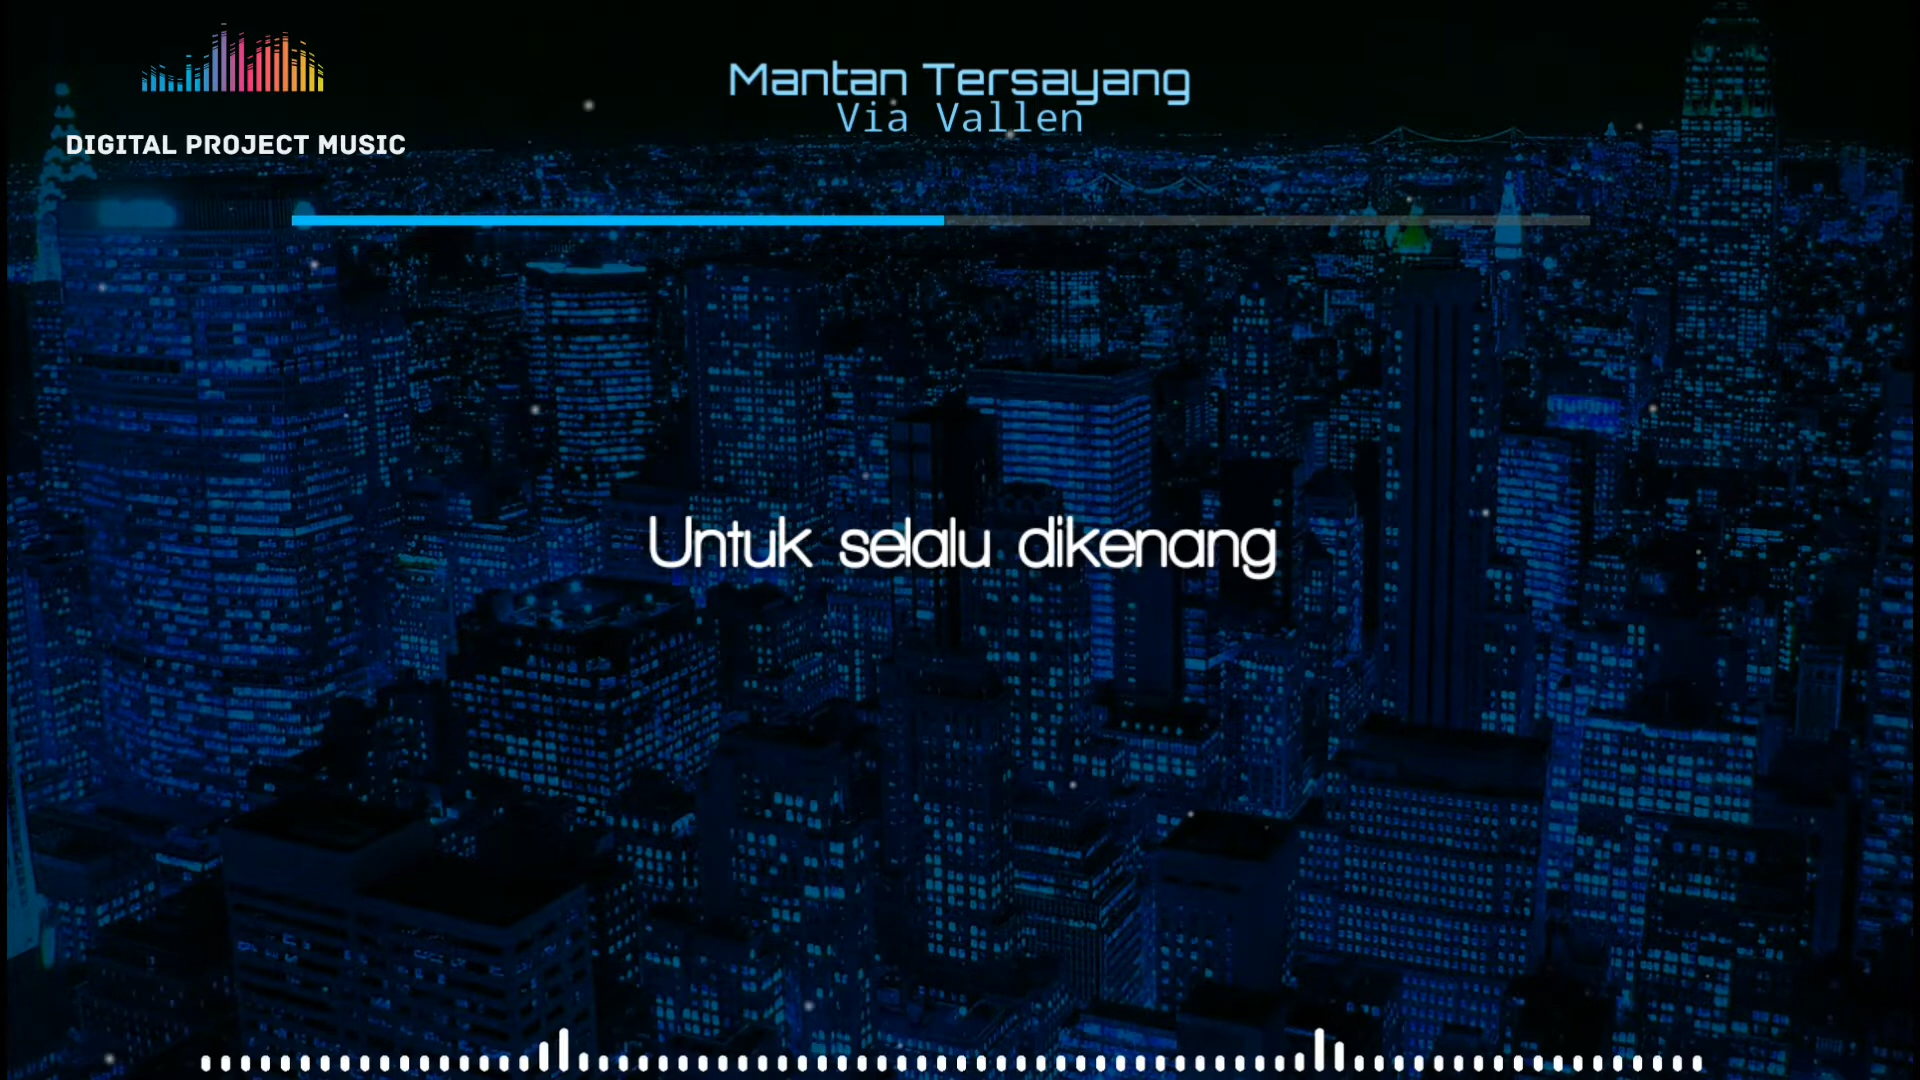 DIGITAL PROJECT MUSIC
Mantan Tersayang
Via Vallen
Untuk selalu dikenang